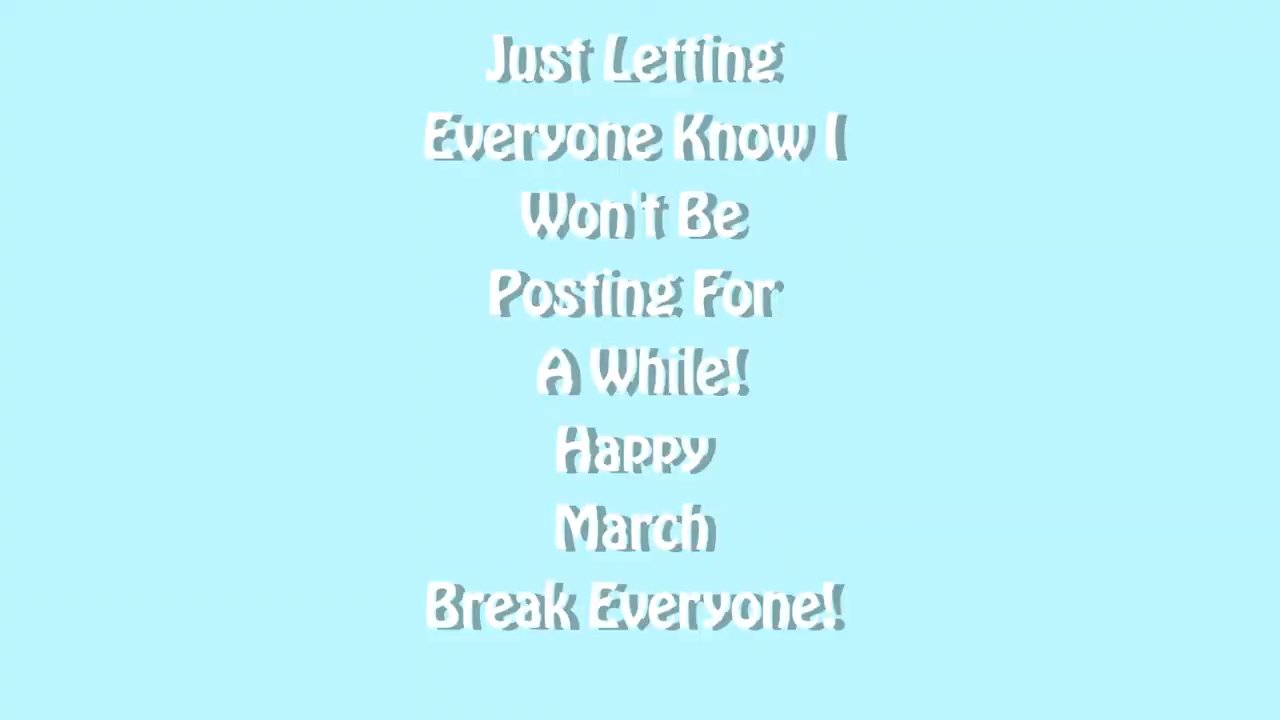 Just Letting
Everyone Know I
Won't Be
Posting For
A While!
Happy
March
Break Everyone!